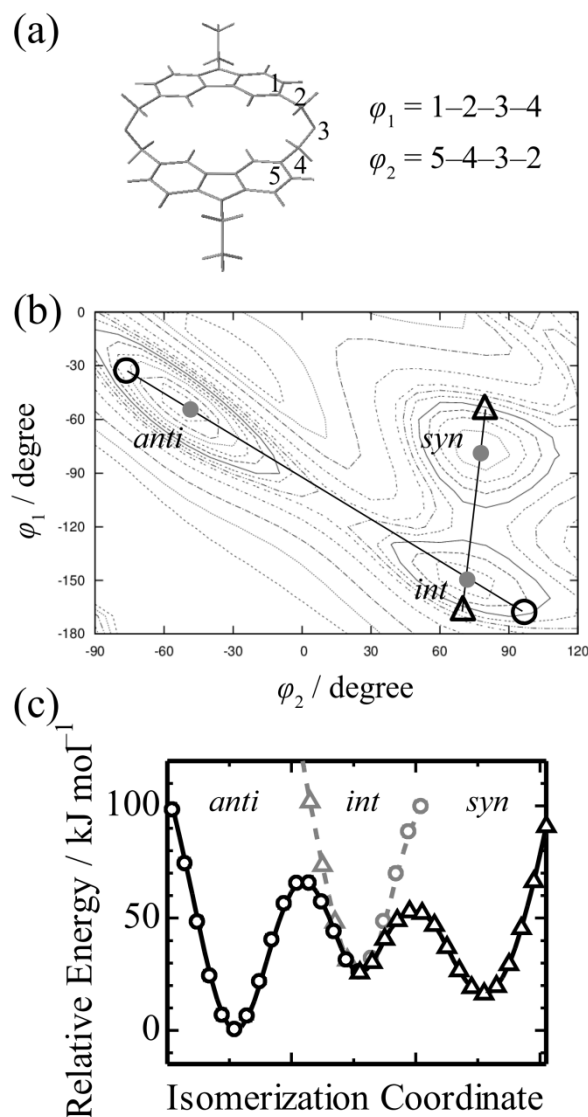 (a)
1
2
3
4
5
φ1 = 1–2–3–4
φ2 = 5–4–3–2
(b)
0
-30
-60
-90
-120
-150
-180
φ1 / degree
anti
syn
int
-90 -60 -30 0 30 60 90 120
φ2 / degree
(c)
Relative Energy / kJ mol−1
100
50
0
anti int syn
Isomerization Coordinate